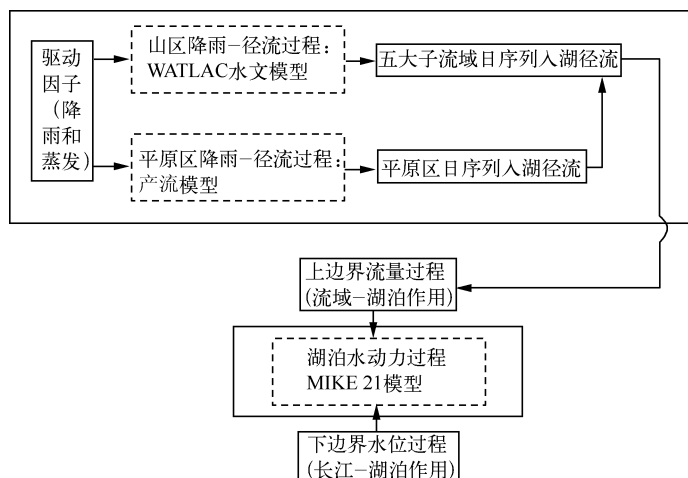 驱动
因子
（降
雨和
蒸发）
山区降雨–径流过程：
WATLAC水文模型
五大子流域日序列入湖径流
平原区降雨–径流过程：
产流模型
平原区日序列入湖径流
上边界流量过程
(流域–湖泊作用)
湖泊水动力过程
MIKE 21模型
下边界水位过程
(长江–湖泊作用)